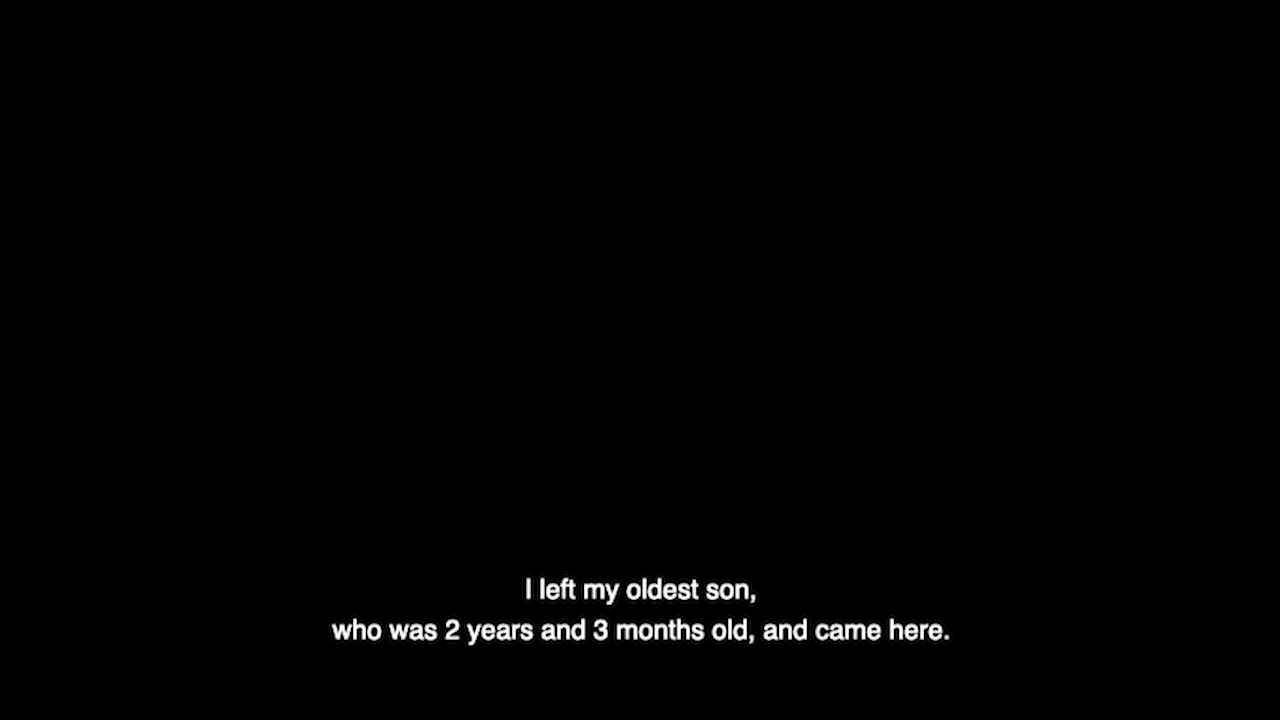 I left my oldest son,
who was 2 years and 3 months old, and came here.